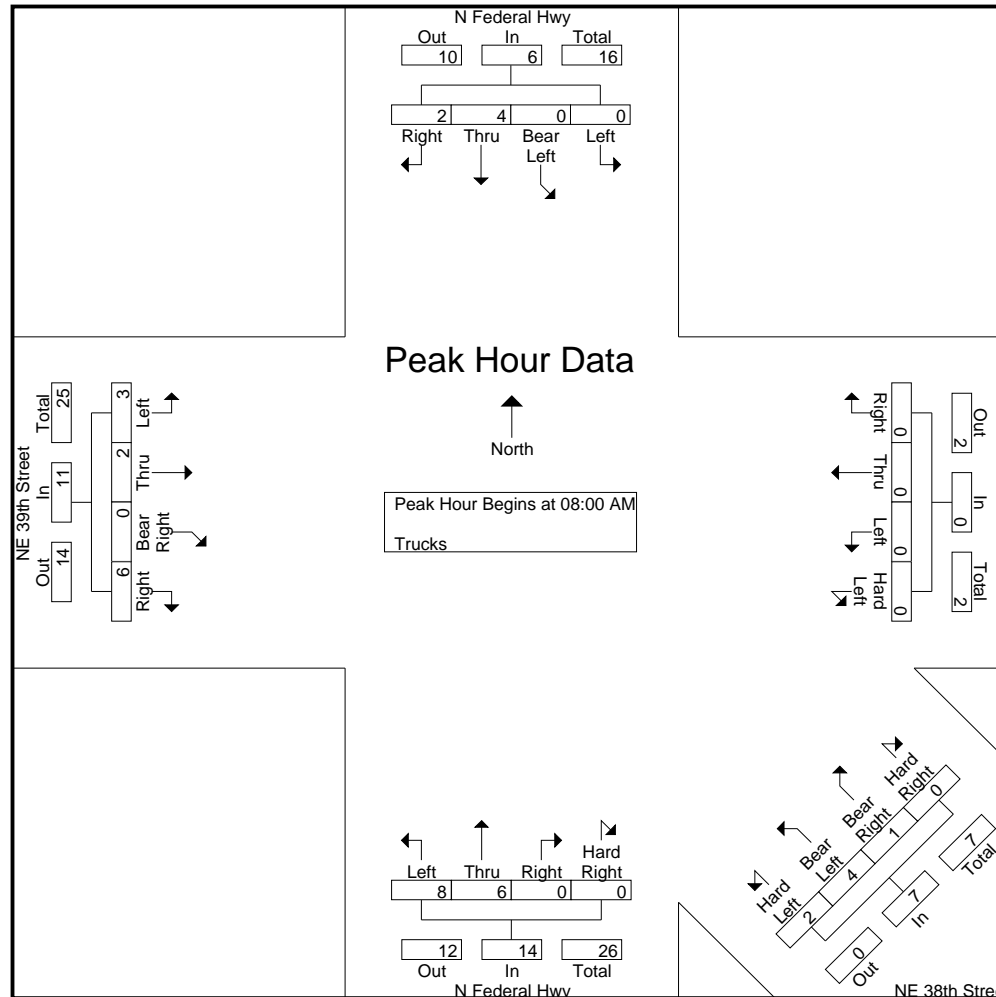 N Federal Hwy
Out In Total
10 6 16
2 4 0 0
Right Thru Bear Left Left
Peak Hour Data
North
Peak Hour Begins at 08:00 AM
Trucks
NE 39th Street
Total In Out
25 11 14
3 2 0 6
Left Thru Bear Right Right
Right Thru Left Hard Left
0 0 0 0
Out In Total
2 0 2
Hard Right Bear Right Bear Left Hard Left
0 1 4 2
Total In Out
7 7 0
NE 38th Stree
Left Thru Right Hard Right
8 6 0 0
12 14 26
Out In Total
N Federal Hwy